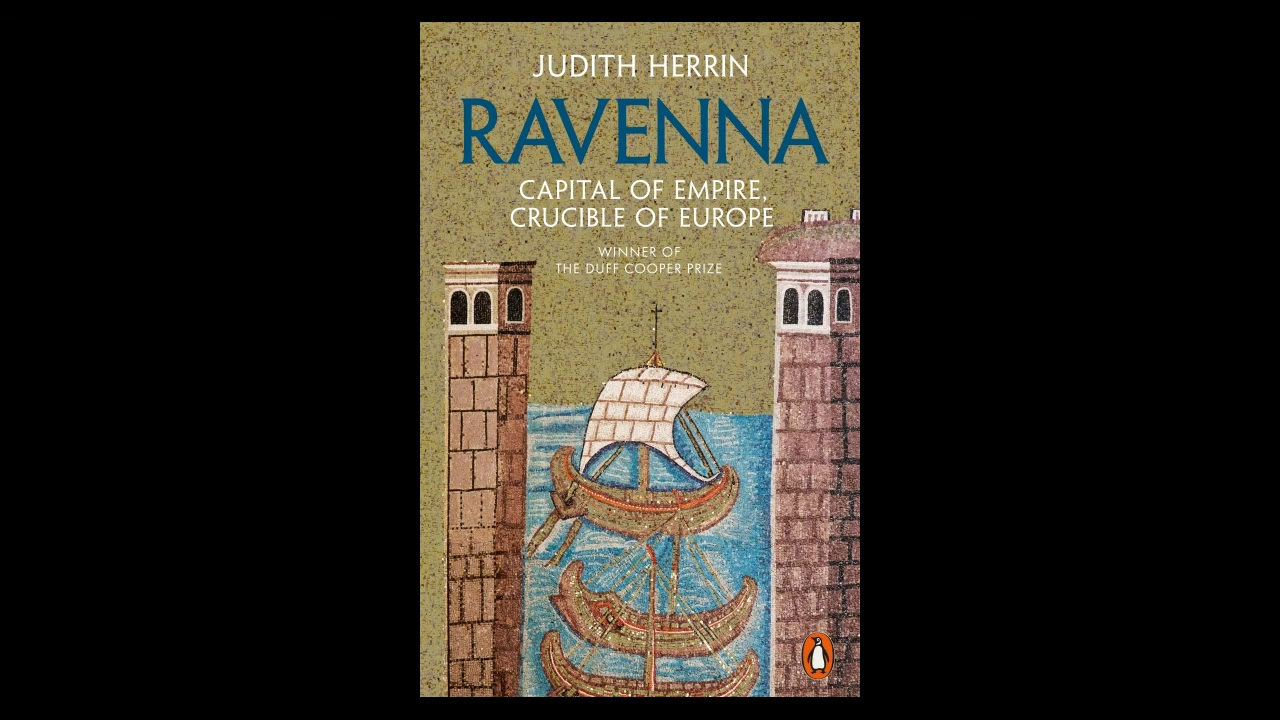 JUDITH HERRIN
RAVENNA
CAPITAL OF EMPIRE,
CRUCIBLE OF EUROPE
WINNER OF
THE DUFF COOPER PRIZE